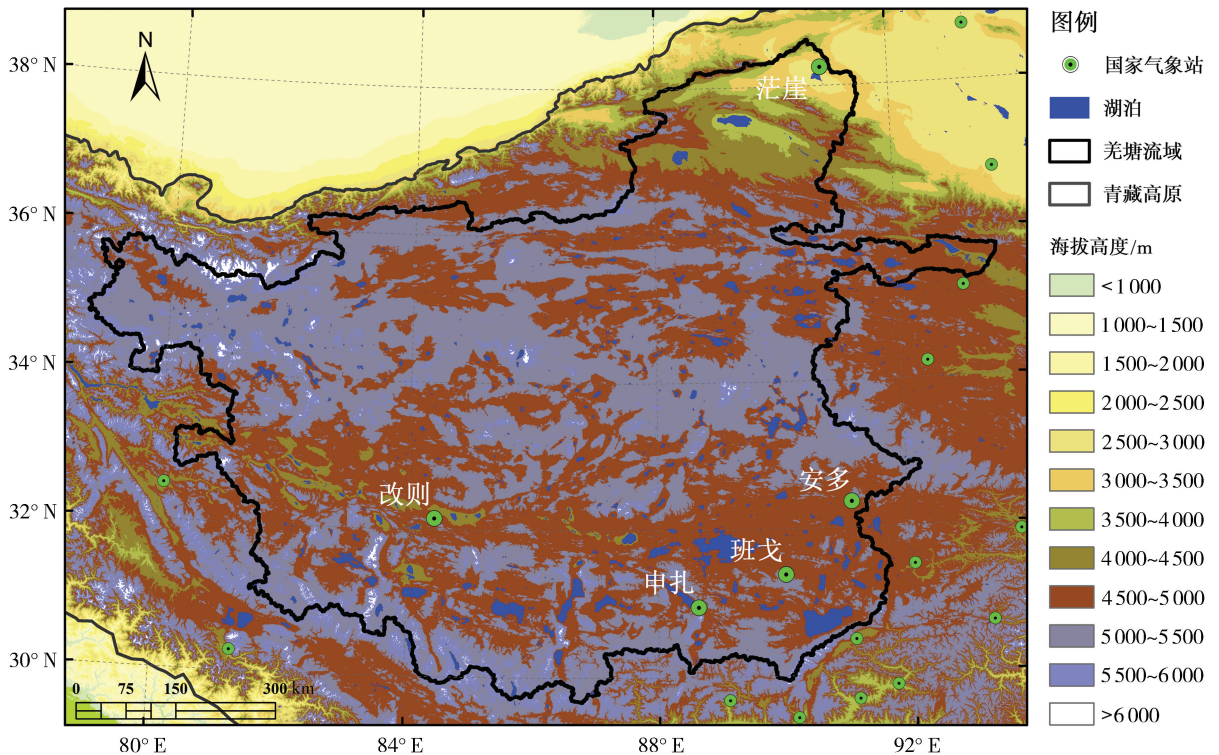 N
38° N
36° N
34° N
32° N
30° N
80° E
84° E
88° E
92° E
茫崖
改则
安多
班戈
申扎
0 75 150 300 km
图例
国家气象站
湖泊
羌塘流域
青藏高原
海拔高度/m
<1 000
1 000~1 500
1 500~2 000
2 000~2 500
2 500~3 000
3 000~3 500
3 500~4 000
4 000~4 500
4 500~5 000
5 000~5 500
5 500~6 000
>6 000